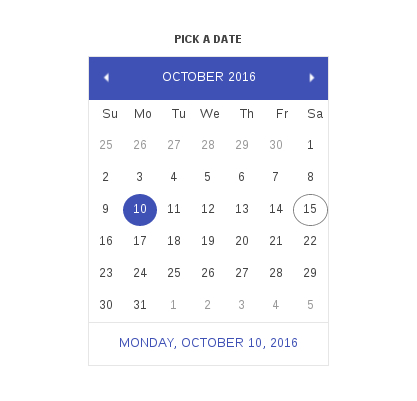 PICK A DATE
OCTOBER 2016
Su Mo Tu We Th Fr Sa
25 26 27 28 29 30 1
2 3 4 5 6 7 8
9 10 11 12 13 14 15
16 17 18 19 20 21 22
23 24 25 26 27 28 29
30 31 1 2 3 4 5
MONDAY, OCTOBER 10, 2016